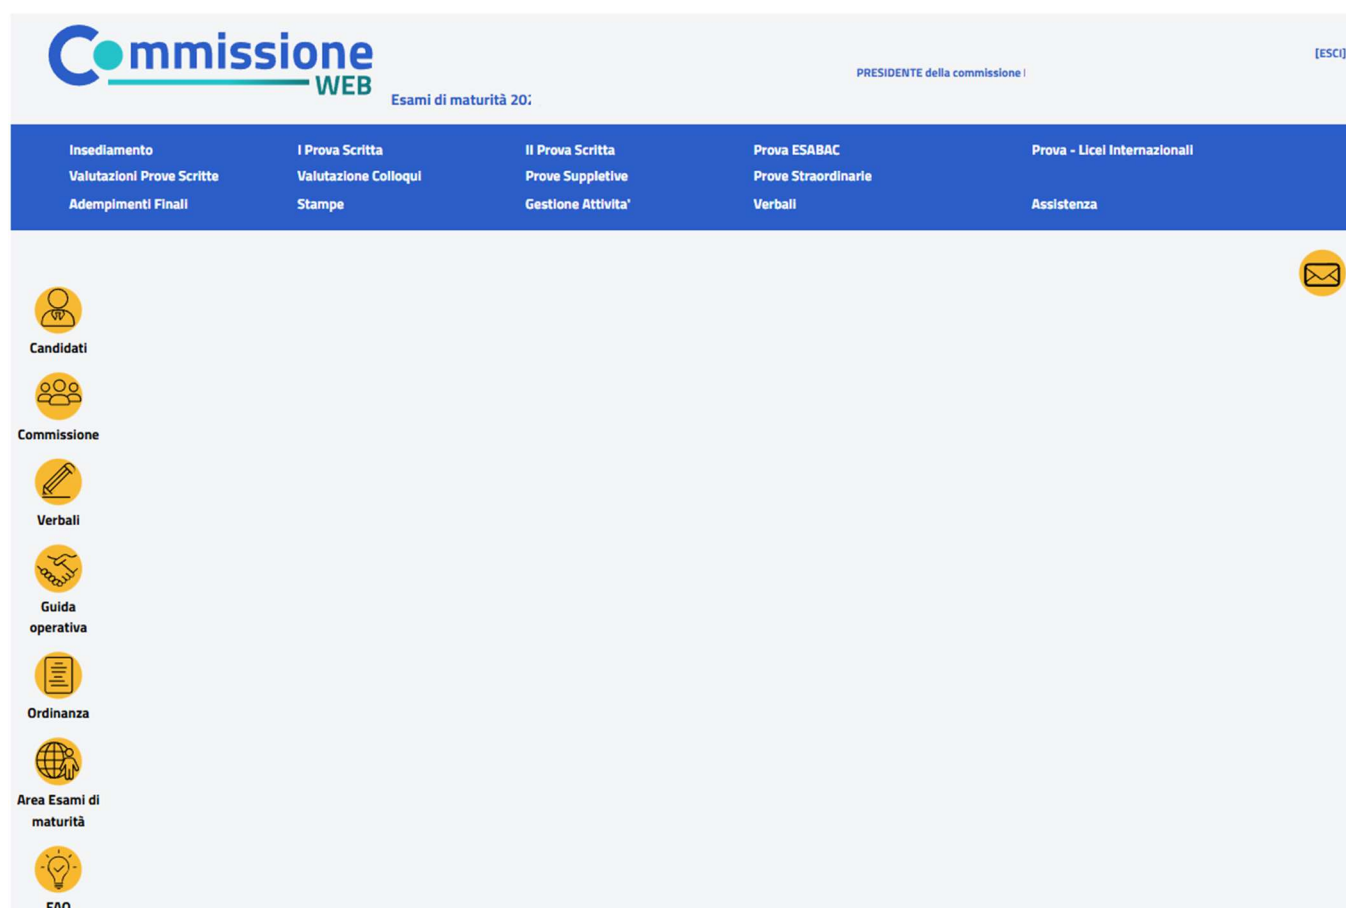 Commissione
WEB
Esami di maturità 202
PRESIDENTE della commissione
[ESCI]
Insediamento
I Prova Scritta
II Prova Scritta
Prova ESABAC
Prova - Licei Internazionali
Valutazioni Prove Scritte
Valutazione Colloqui
Prove Suppletive
Prove Straordinarie
Adempimenti Finali
Stampe
Gestione Attivita'
Verbali
Assistenza
Candidati
Commissione
Verbali
Guida
operativa
Ordinanza
Area Esami di
maturità
FAQ